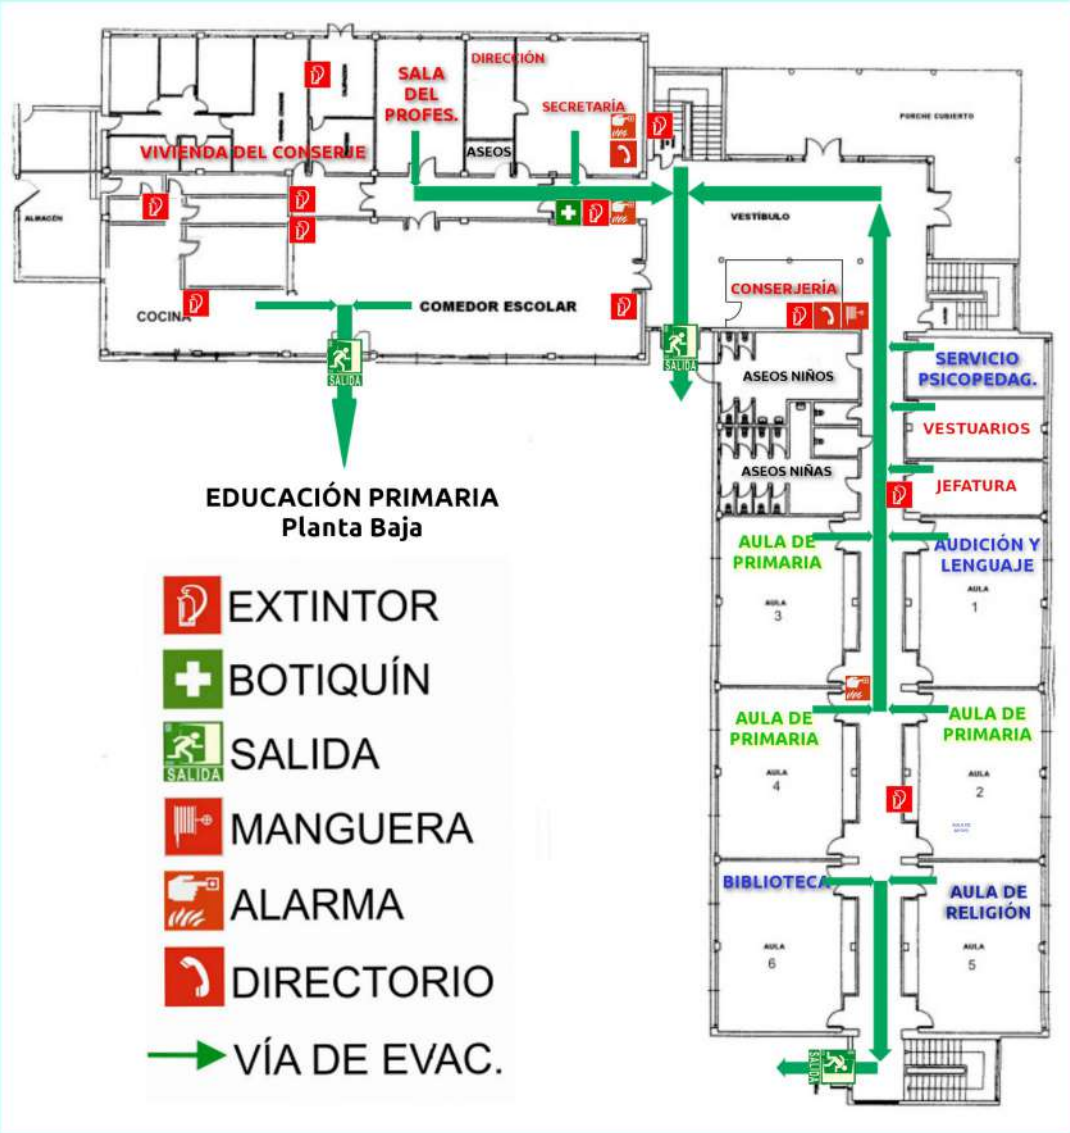 DIRECCIÓN
SALA
DEL
PROFES.
SECRETARÍA
PORCHE CUBIERTO
VIVIENDA DEL CONSERJE
ASEOS
ALMACÉN
VESTÍBULO
CONSERJERÍA
COCINA
COMEDOR ESCOLAR
SALIDA
SALIDA
ASEOS NIÑOS
SERVICIO
PSICOPEDAG.
VESTUARIOS
ASEOS NIÑAS
JEFATURA
EDUCACIÓN PRIMARIA
Planta Baja
AULA DE
PRIMARIA
AULA
3
AUDICIÓN Y
LENGUAJE
AULA
1
EXTINTOR
BOTIQUÍN
SALIDA
SALIDA
MANGUERA
ALARMA
DIRECTORIO
VÍA DE EVAC.
AULA DE
PRIMARIA
AULA
4
AULA DE
PRIMARIA
AULA
2
BIBLIOTECA
AULA
6
AULA DE
RELIGIÓN
AULA
5
SALIDA